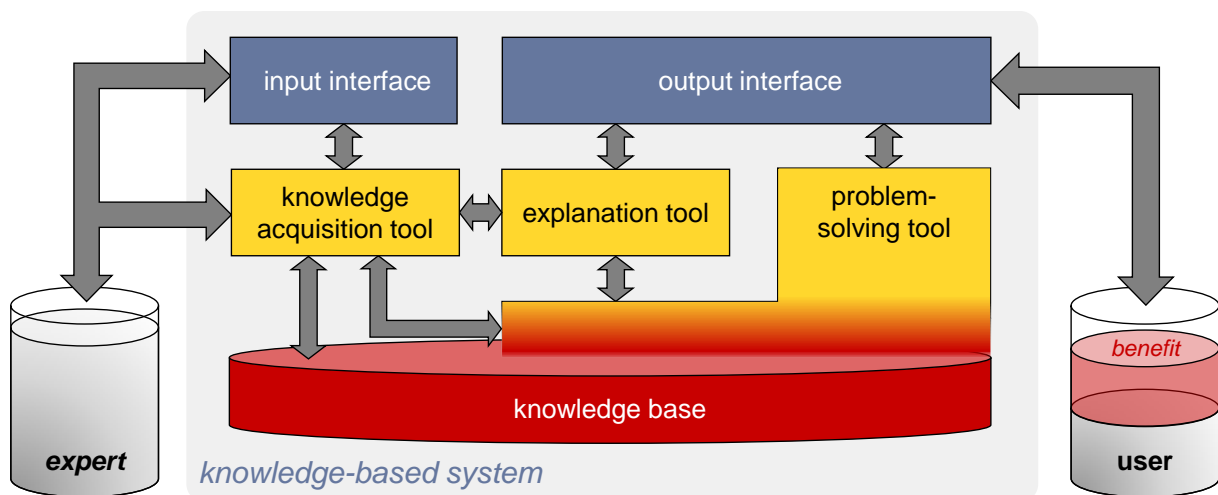 input interface
output interface
knowledge
acquisition tool
explanation tool
problem-
solving tool
benefit
knowledge base
expert
user
knowledge-based system